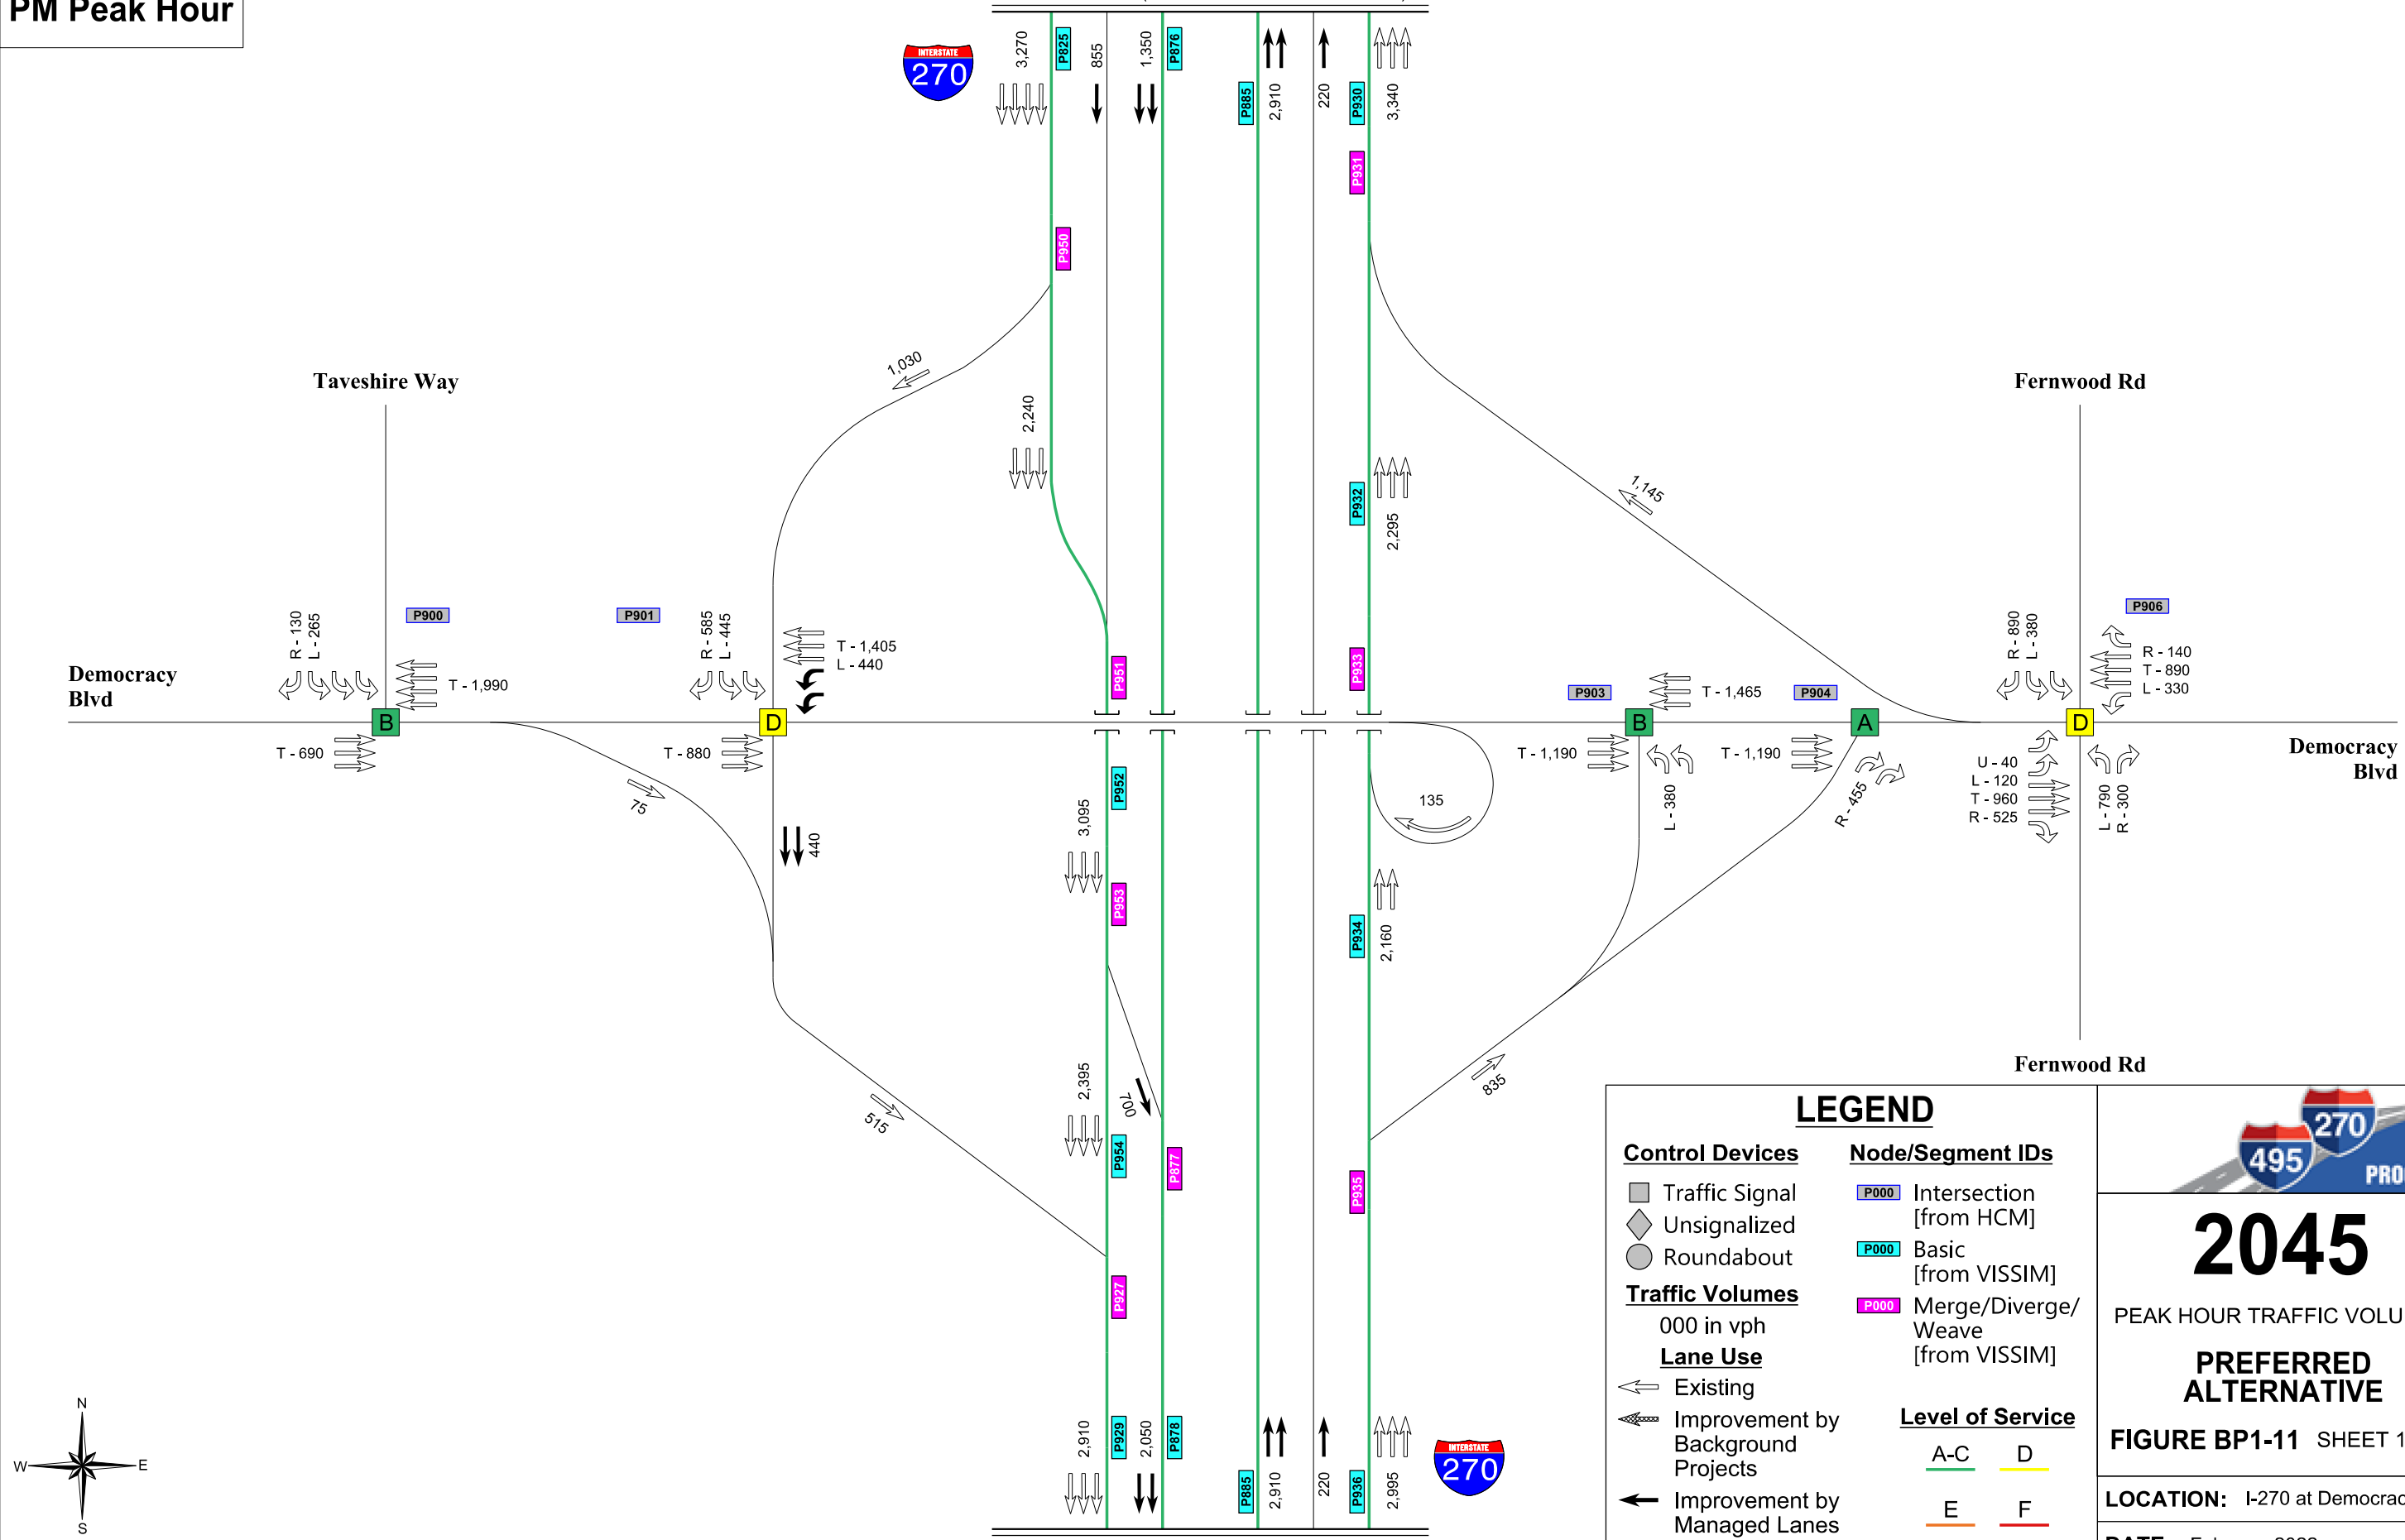 PM Peak Hour
INTERSTATE
270
3,270
P825
855
1,350
P876
P885
2,910
220
P930
3,340
P931
P950
1,030
2,240
Taveshire Way
Fernwood Rd
1,145
P932
2,295
P900
P901
P906
R - 130
L - 265
R - 585
L - 445
T - 1,405
L - 440
R - 890
L - 380
R - 140
T - 890
L - 330
Democracy
Blvd
T - 1,990
P951
P933
P903
T - 1,465
P904
B
D
B
A
D
T - 690
T - 880
T - 1,190
T - 1,190
Democracy
Blvd
U - 40
L - 120
T - 960
R - 525
L - 790
R - 300
75
440
P952
3,095
135
L - 380
R - 455
P953
P934
2,160
2,395
700
P954
P877
515
835
P935
Fernwood Rd
P927
2,910
P929
2,050
P878
P885
2,910
220
P936
2,995
INTERSTATE
270
N
W
E
S
LEGEND
Control Devices
Traffic Signal
Unsignalized
Roundabout
Traffic Volumes
000 in vph
Lane Use
Existing
Improvement by
Background
Projects
Improvement by
Managed Lanes
Node/Segment IDs
P000 Intersection
[from HCM]
P000 Basic
[from VISSIM]
P000 Merge/Diverge/
Weave
[from VISSIM]
Level of Service
A-C D
E F
495
270
2045
PREFERRED
ALTERNATIVE
PEAK HOUR TRAFFIC
FIGURE BP1-11 SHEET
LOCATION: I-270 at